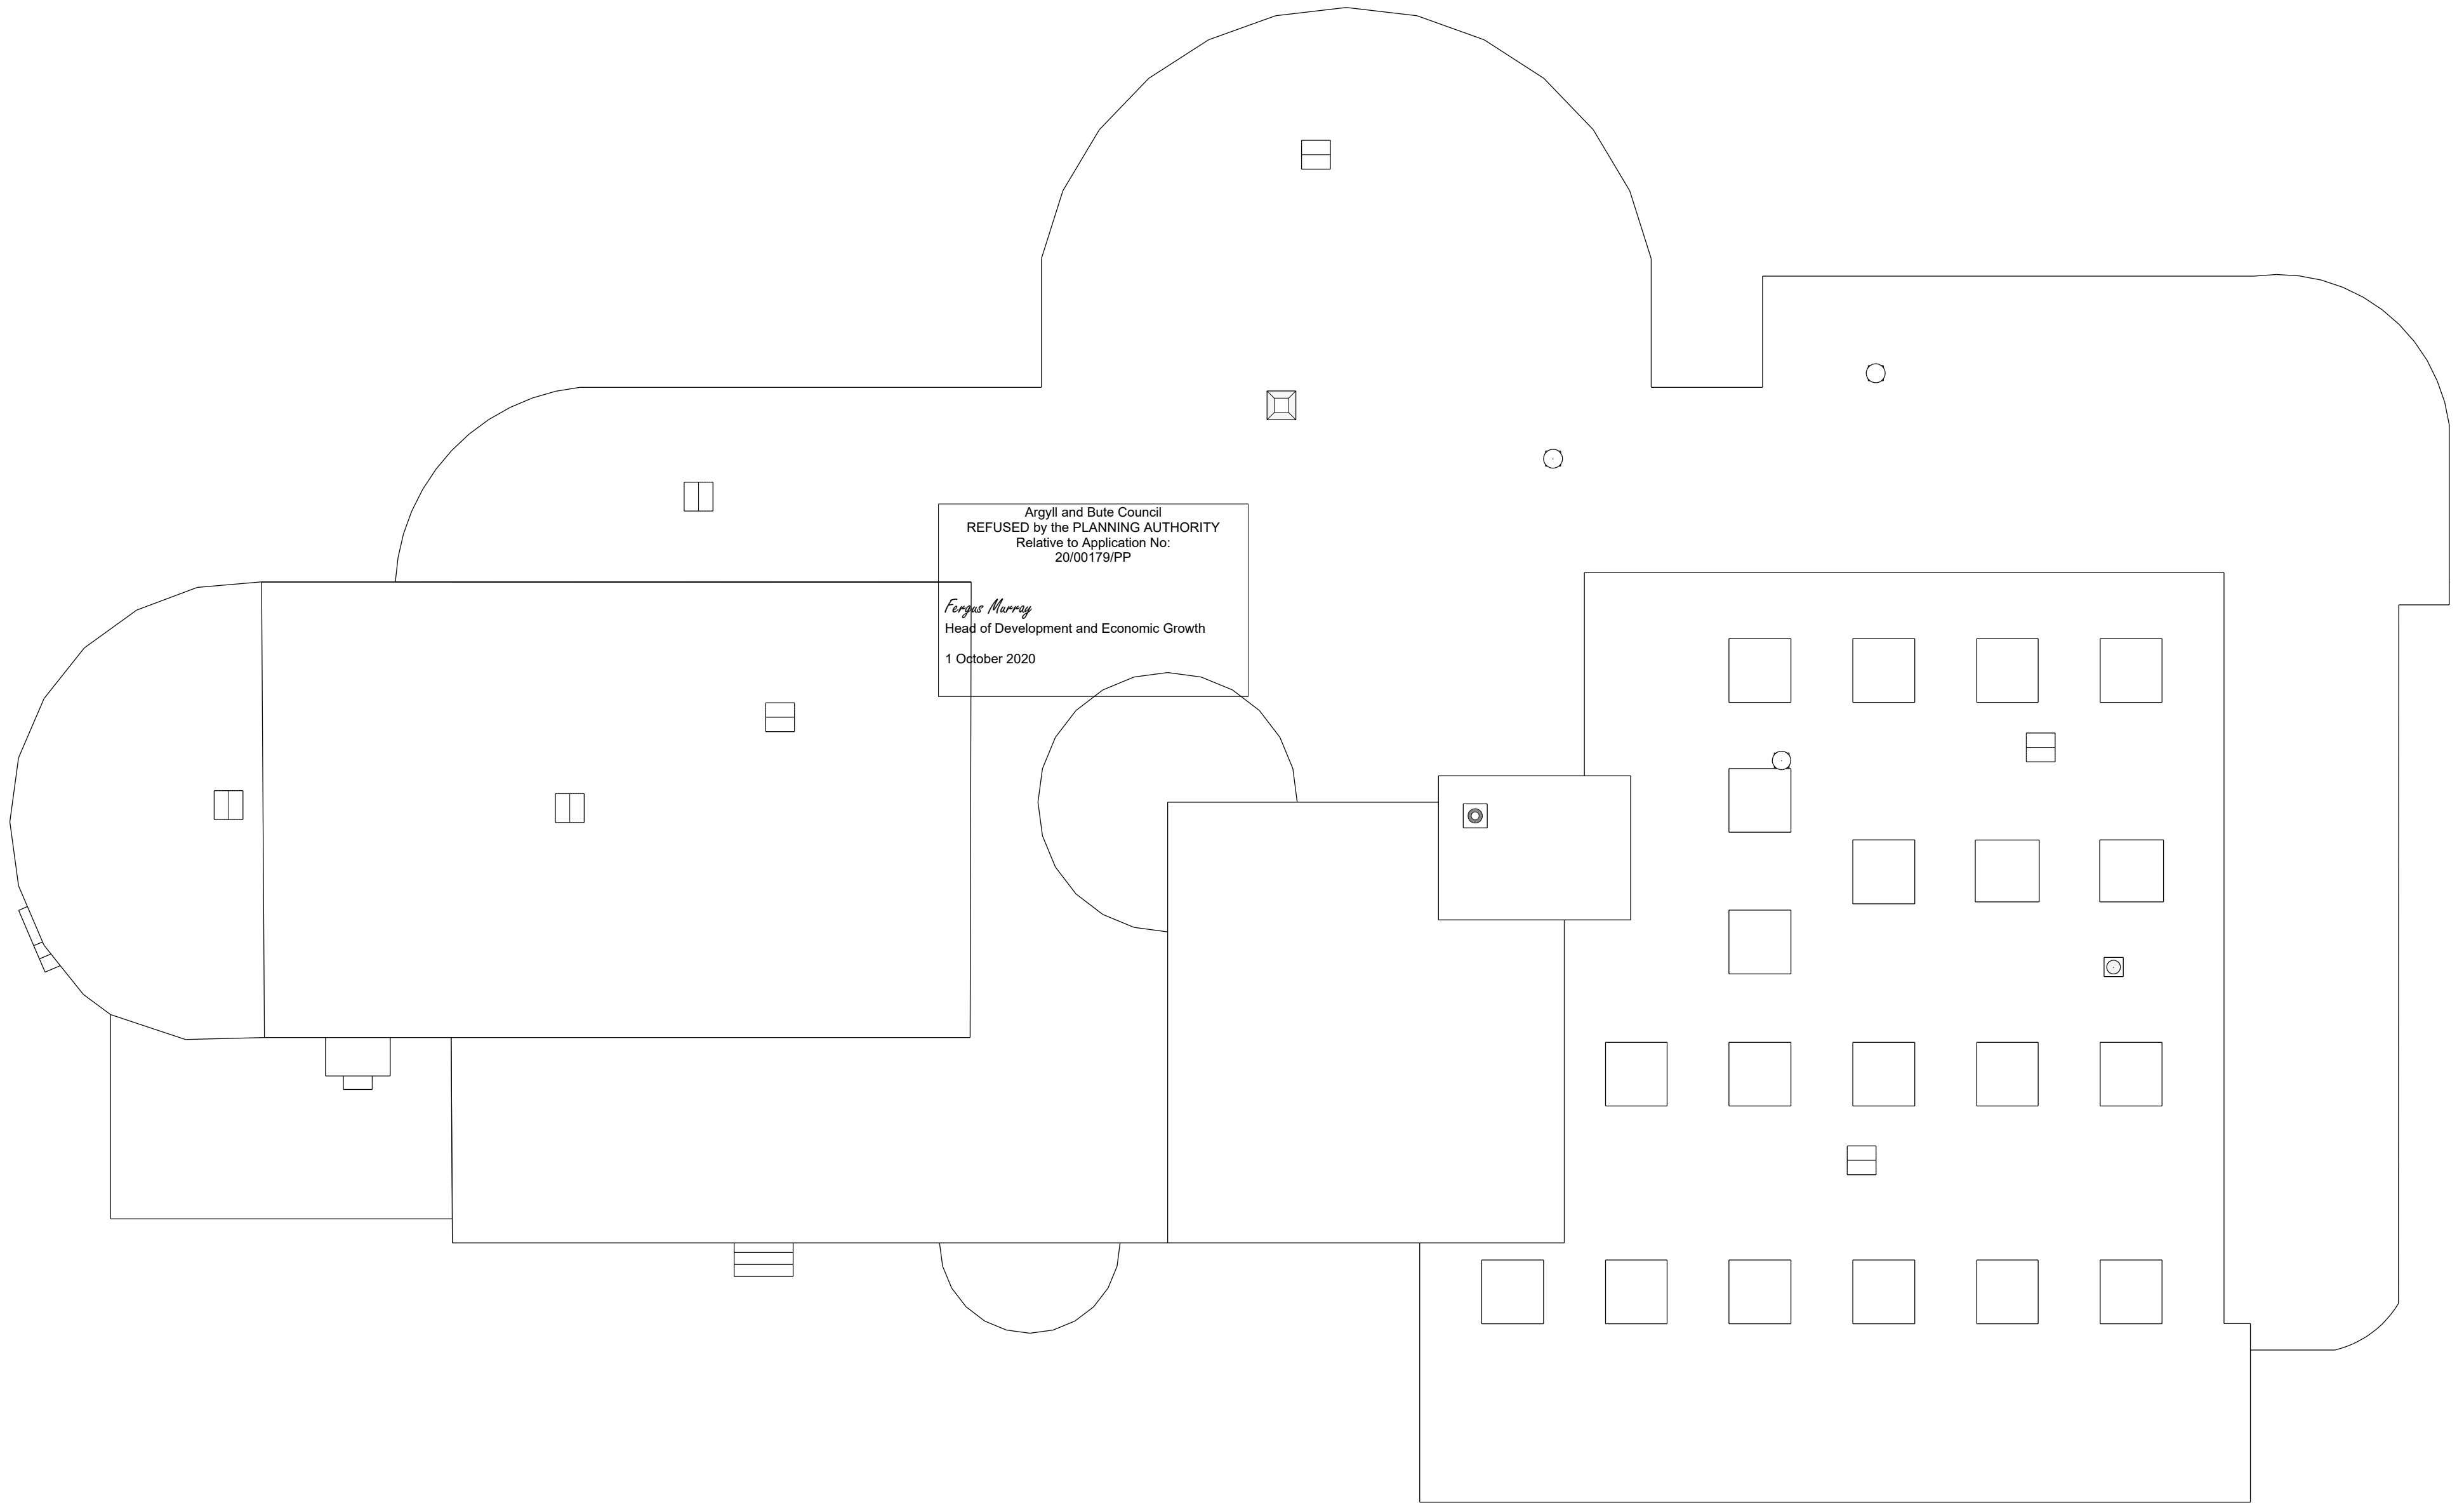 Argyll and Bute Council
REFUSED by the PLANNING AUTHORITY
Relative to Application No:
20/00179/PP
Fergus Murray
Head of Development and Economic Growth
1 October 2020